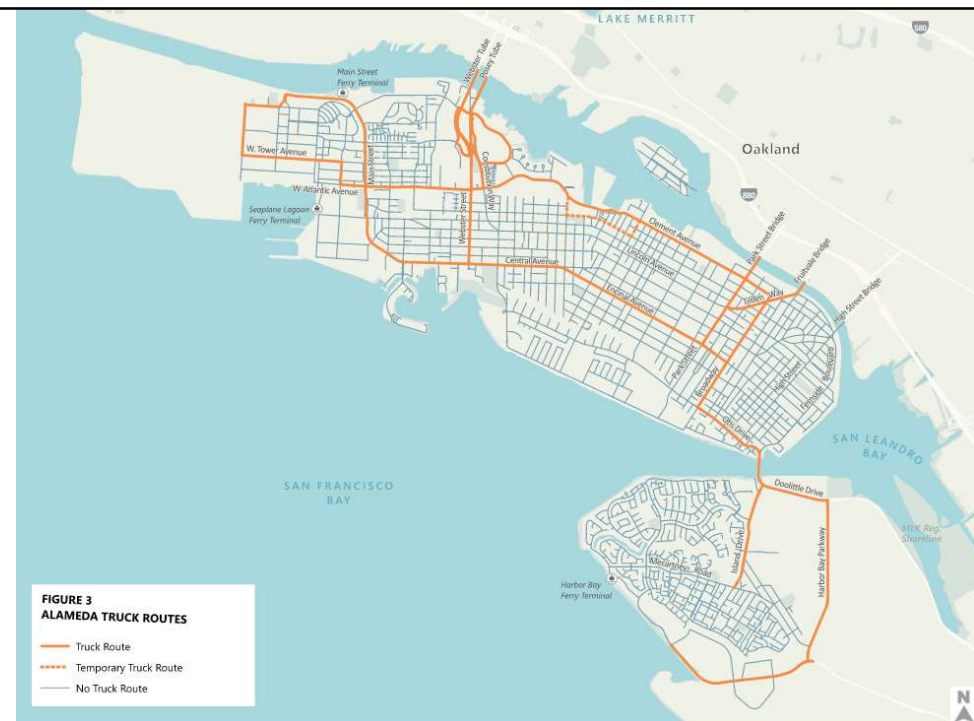 LAKE MERRITT
580
Main Street
Ferry Terminal
Webster Tube
Posey Tube
Oakland
W. Tower Avenue
Main Street
Constitution Way
880
W. Atlantic Avenue
Seaplane Lagoon
Ferry Terminal
Webster Street
Clement Avenue
Park Street Bridge
Fruitvale Bridge
Lincoln Avenue
Central Avenue
Encinal Avenue
Tilden Way
High Street Bridge
Park Street
Broadway
High Street
Fernside Boulevard
Otis Drive
SAN LEANDRO
BAY
SAN FRANCISCO
BAY
Doolittle Drive
MLK Reg.
Shoreline
Island Drive
Harbor Bay Parkway
Mecartney Road
Harbor Bay
Ferry Terminal
FIGURE 3
ALAMEDA TRUCK ROUTES
Truck Route
Temporary Truck Route
No Truck Route
N